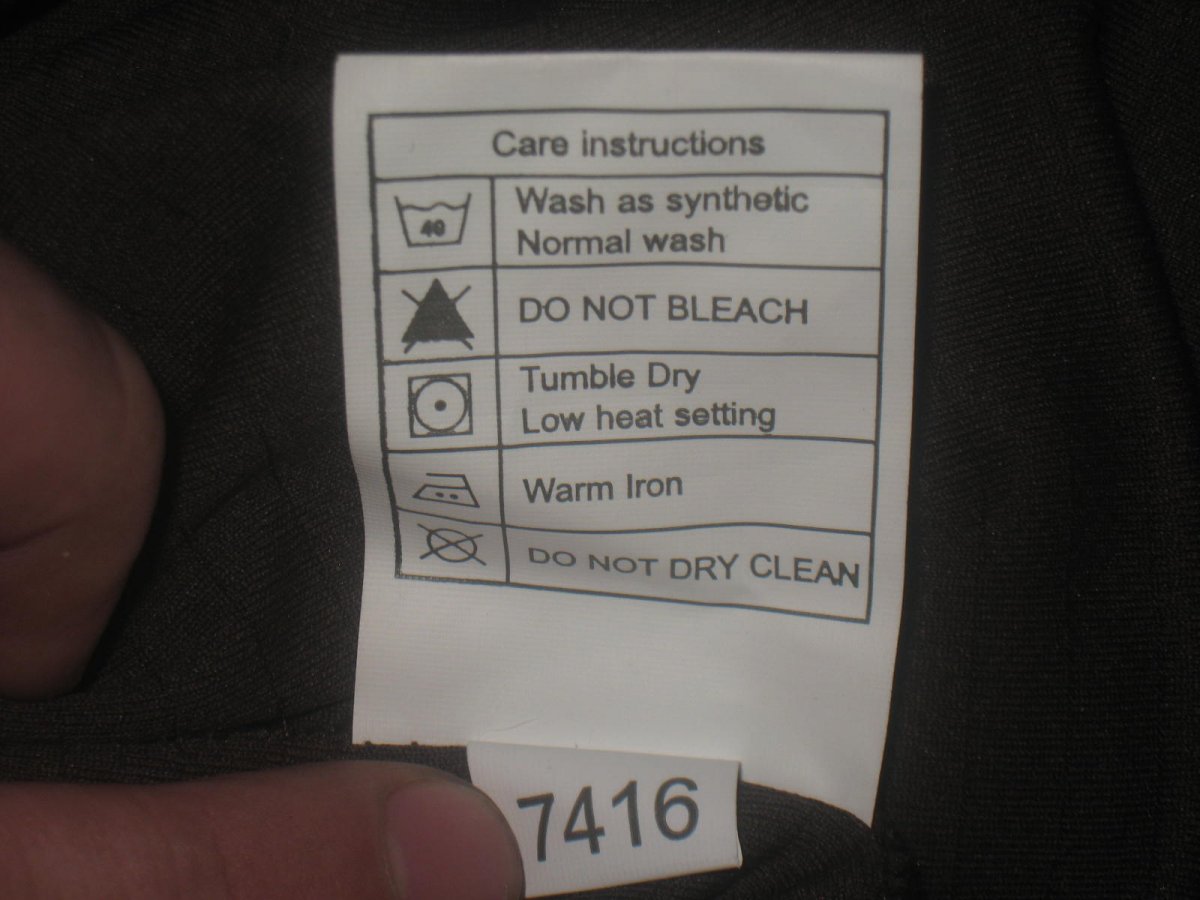 Care instructions
40
Wash as synthetic
Normal wash
DO NOT BLEACH
Tumble Dry
Low heat setting
Warm Iron
DO NOT DRY CLEAN
7416